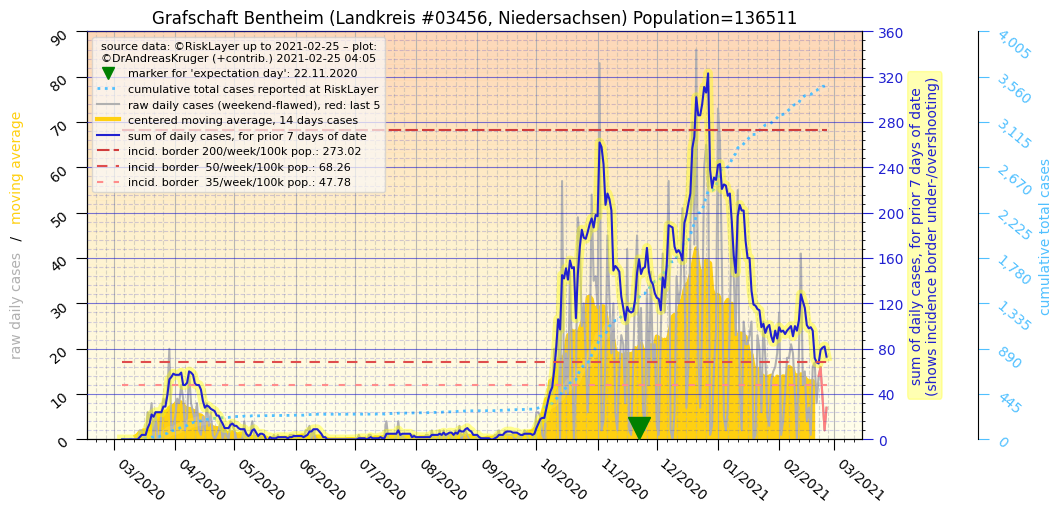 Grafschaft Bentheim (Landkreis #03456, Niedersachsen) Population=136511
source data: ©RiskLayer up to 2021-02-25 – plot:
©DrAndreasKruger (+contrib.) 2021-02-25 04:05
marker for 'expectation day': 22.11.2020
cumulative total cases reported at RiskLayer
raw daily cases (weekend-flawed), red: last 5
centered moving average, 14 days cases
sum of daily cases, for prior 7 days of date
incid. border 200/week/100k pop.: 273.02
incid. border  50/week/100k pop.: 68.26
incid. border  35/week/100k pop.: 47.78
raw daily cases  /  moving average
90
80
70
60
50
40
30
20
10
0
03/2020
04/2020
05/2020
06/2020
07/2020
08/2020
09/2020
10/2020
11/2020
12/2020
01/2021
02/2021
03/2021
360
320
280
240
200
160
120
80
40
0
sum of daily cases, for prior 7 days of date
(shows incidence border under-/overshooting)
4,005
3,560
3,115
2,670
2,225
1,780
1,335
890
445
0
cumulative total cases